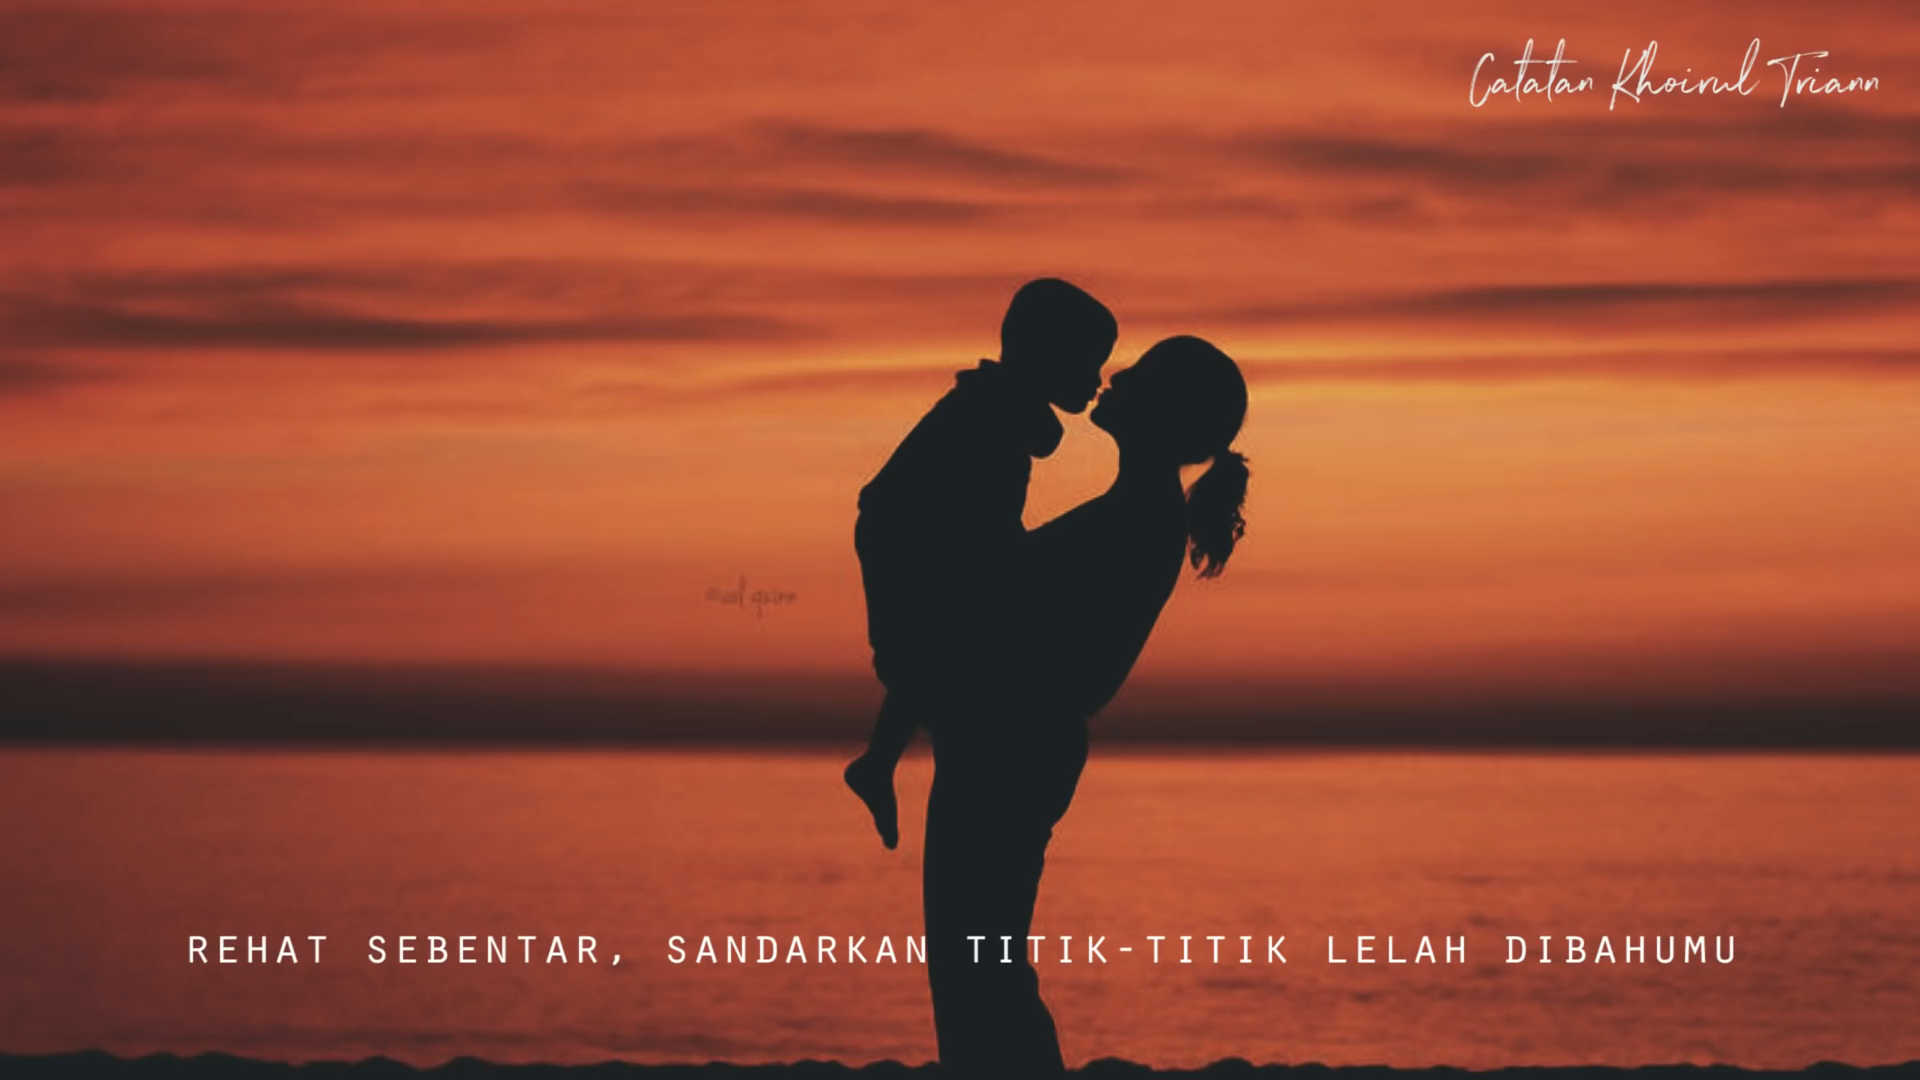 Catatan Khoirul Triann
REHAT SEBENTAR, SANDARKAN TITIK-TITIK LELAH DIBAHUMU